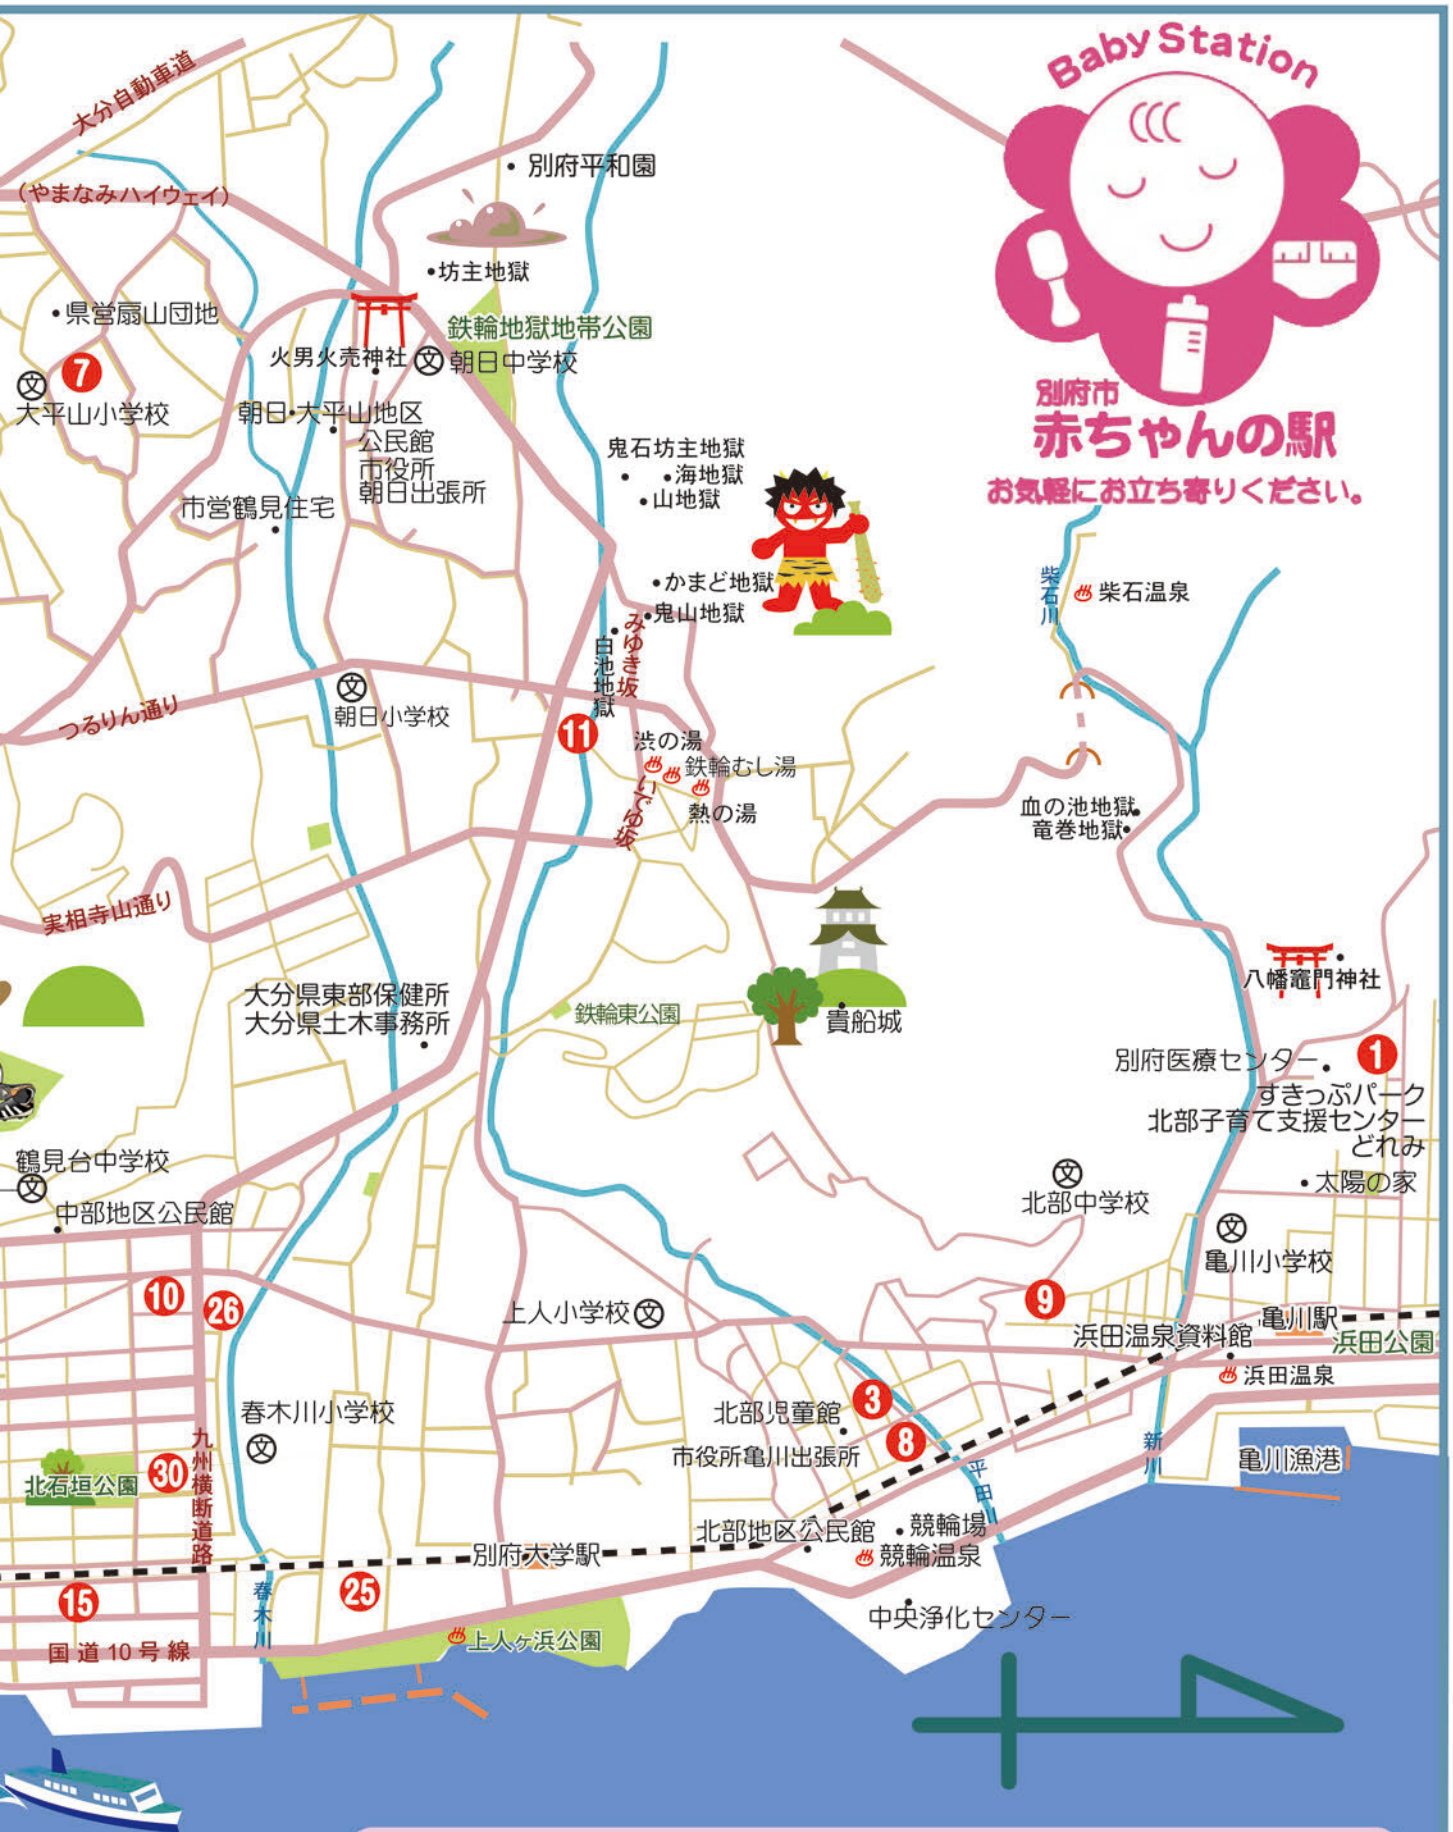 Baby Station
大分自動車道
別府平和園
(やまなみハイウェイ)
坊主地獄
県営扇山団地
鉄輪地獄地帯公園
火男火売神社
文 朝日中学校
7
文
大平山小学校
別府市
赤ちゃんの駅
お気軽にお立ち寄りください。
朝日・大平山地区
公民館
市役所
朝日出張所
鬼石坊主地獄
海地獄
山地獄
市営鶴見住宅
かまど地獄
鬼山地獄
柴石川
柴石温泉
みゆき坂
白池地獄
つるりん通り
文
朝日小学校
11
渋の湯
鉄輪むし湯
熱の湯
いでゆ坂
血の池地獄
竜巻地獄
実相寺山通り
八幡竈門神社
大分県東部保健所
大分県土木事務所
鉄輪東公園
貴船城
別府医療センター
1
すきっぷパーク
北部子育て支援センター
どれみ
太陽の家
鶴見台中学校
文
中部地区公民館
文
北部中学校
文
亀川小学校
10
26
上人小学校 文
9
亀川駅
浜田温泉資料館
浜田公園
浜田温泉
春木川小学校
文
北部児童館
3
8
市役所亀川出張所
九州横断道路
北石垣公園
30
平田川
新川
亀川漁港
北部地区公民館
競輪場
競輪温泉
別府大学駅
15
25
春木川
中央浄化センター
国道10号線
上人ヶ浜公園